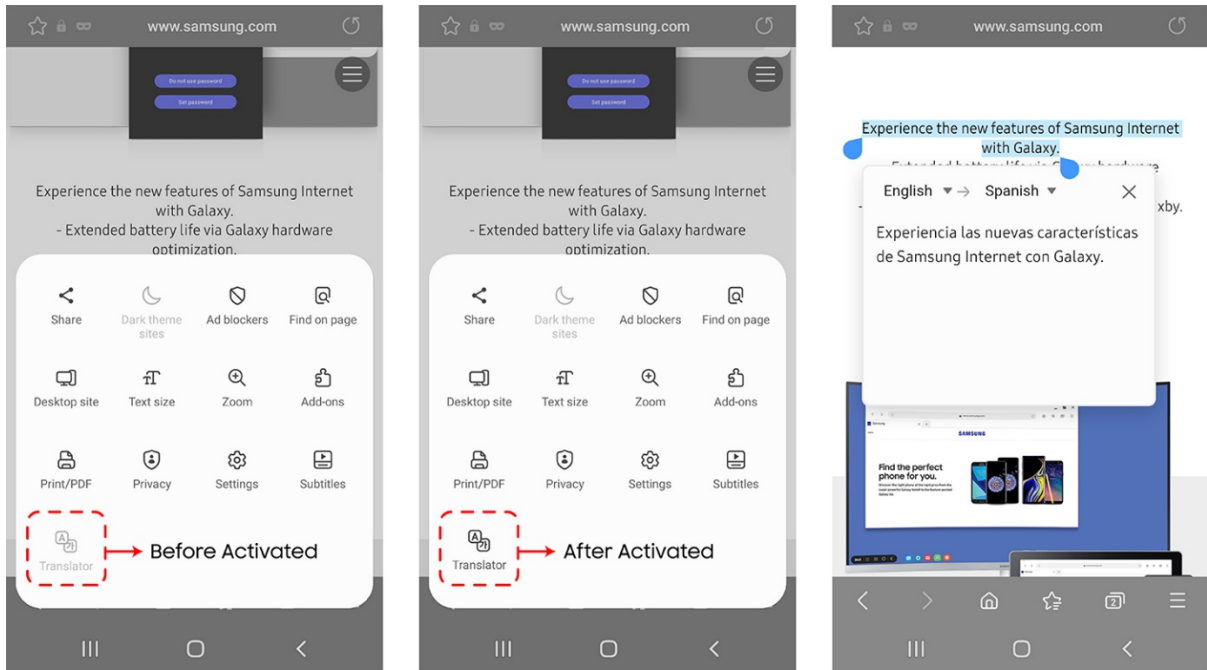 www.samsung.com
Do not use password
Set password
Experience the new features of Samsung Internet
with Galaxy.
- Extended battery life via Galaxy hardware
optimization.
Share
Dark theme
sites
Ad blockers
Find on page
Desktop site
Text size
Zoom
Add-ons
Print/PDF
Privacy
Settings
Subtitles
Translator
Before Activated
www.samsung.com
Do not use password
Set password
Experience the new features of Samsung Internet
with Galaxy.
- Extended battery life via Galaxy hardware
optimization.
Share
Dark theme
sites
Ad blockers
Find on page
Desktop site
Text size
Zoom
Add-ons
Print/PDF
Privacy
Settings
Subtitles
Translator
After Activated
www.samsung.com
Experience the new features of Samsung Internet
with Galaxy.
English → Spanish
xby.
Experiencia las nuevas características
de Samsung Internet con Galaxy.
SAMSUNG
Find the perfect
phone for you.
2